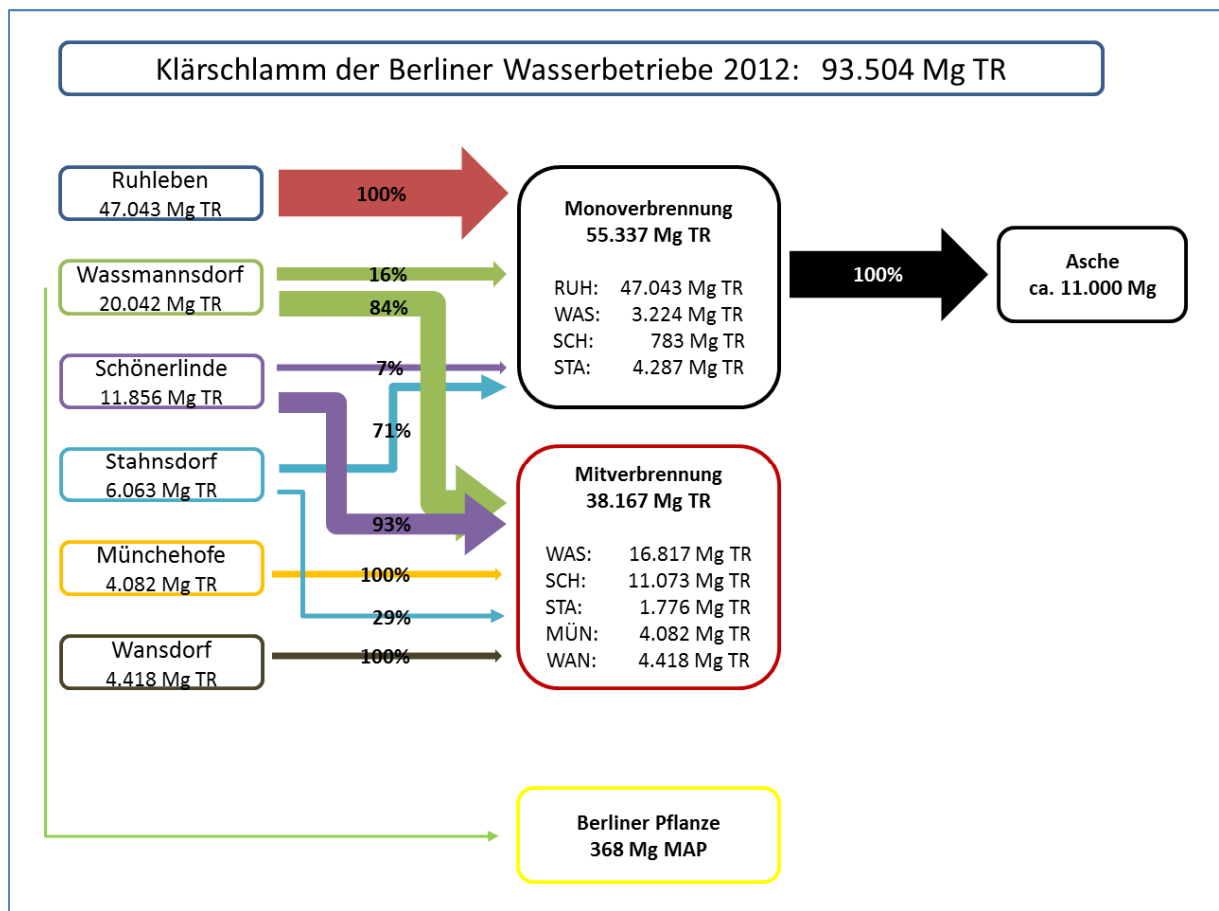 Klärschlamm der Berliner Wasserbetriebe 2012: 93.504 Mg TR
Ruhleben
47.043 Mg TR
100%
Wassmannsdorf
20.042 Mg TR
16%
84%
Schönerlinde
11.856 Mg TR
7%
93%
Stahnsdorf
6.063 Mg TR
71%
29%
Münchehofe
4.082 Mg TR
100%
Wansdorf
4.418 Mg TR
100%
Monoverbrennung
55.337 Mg TR
RUH: 47.043 Mg TR
WAS: 3.224 Mg TR
SCH: 783 Mg TR
STA: 4.287 Mg TR
100%
Asche
ca. 11.000 Mg
Mitverbrennung
38.167 Mg TR
WAS: 16.817 Mg TR
SCH: 11.073 Mg TR
STA: 1.776 Mg TR
MÜN: 4.082 Mg TR
WAN: 4.418 Mg TR
Berliner Pflanze
368 Mg MAP